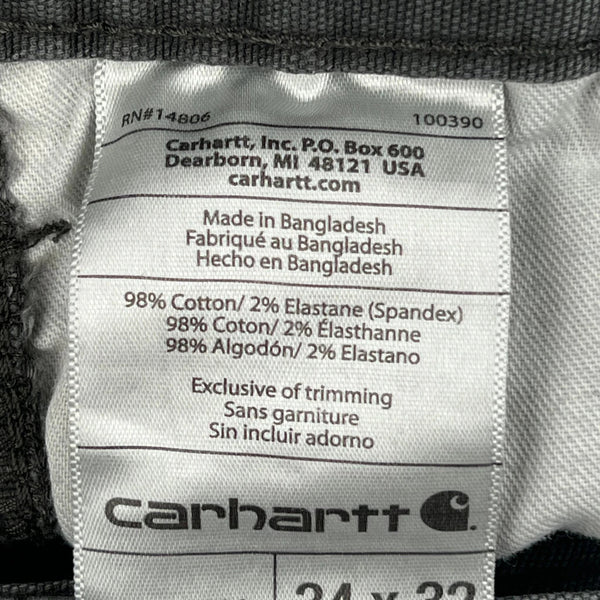 RN#14806 100390
Carhartt, Inc. P.O. Box 600
Dearborn, MI 48121 USA
carhartt.com
Made in Bangladesh
Fabriqué au Bangladesh
Hecho en Bangladesh
98% Cotton/ 2% Elastane (Spandex)
98% Coton/ 2% Élasthanne
98% Algodón/ 2% Elastano
Exclusive of trimming
Sans garniture
Sin incluir adorno
carhartt